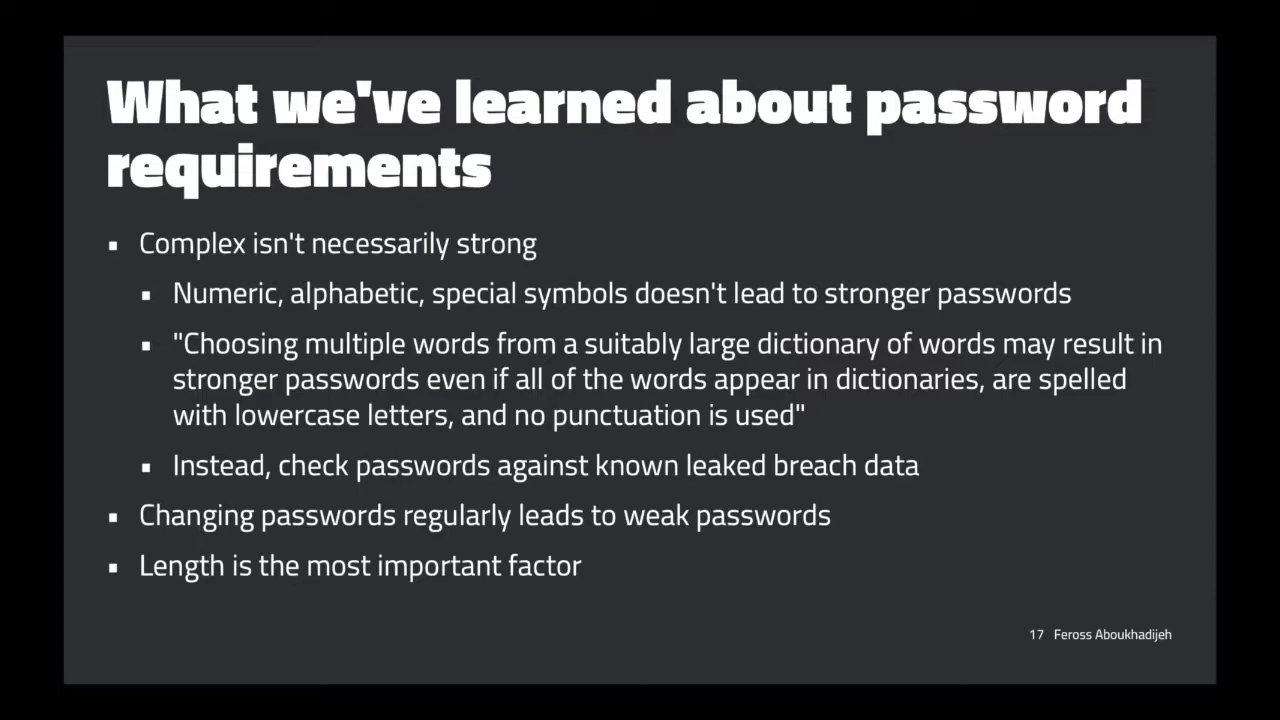 What we've learned about password
requirements
▪ Complex isn't necessarily strong
▪ Numeric, alphabetic, special symbols doesn't lead to stronger passwords
▪ "Choosing multiple words from a suitably large dictionary of words may result in
stronger passwords even if all of the words appear in dictionaries, are spelled
with lowercase letters, and no punctuation is used"
▪ Instead, check passwords against known leaked breach data
▪ Changing passwords regularly leads to weak passwords
▪ Length is the most important factor
17 Feross Aboukhadijeh